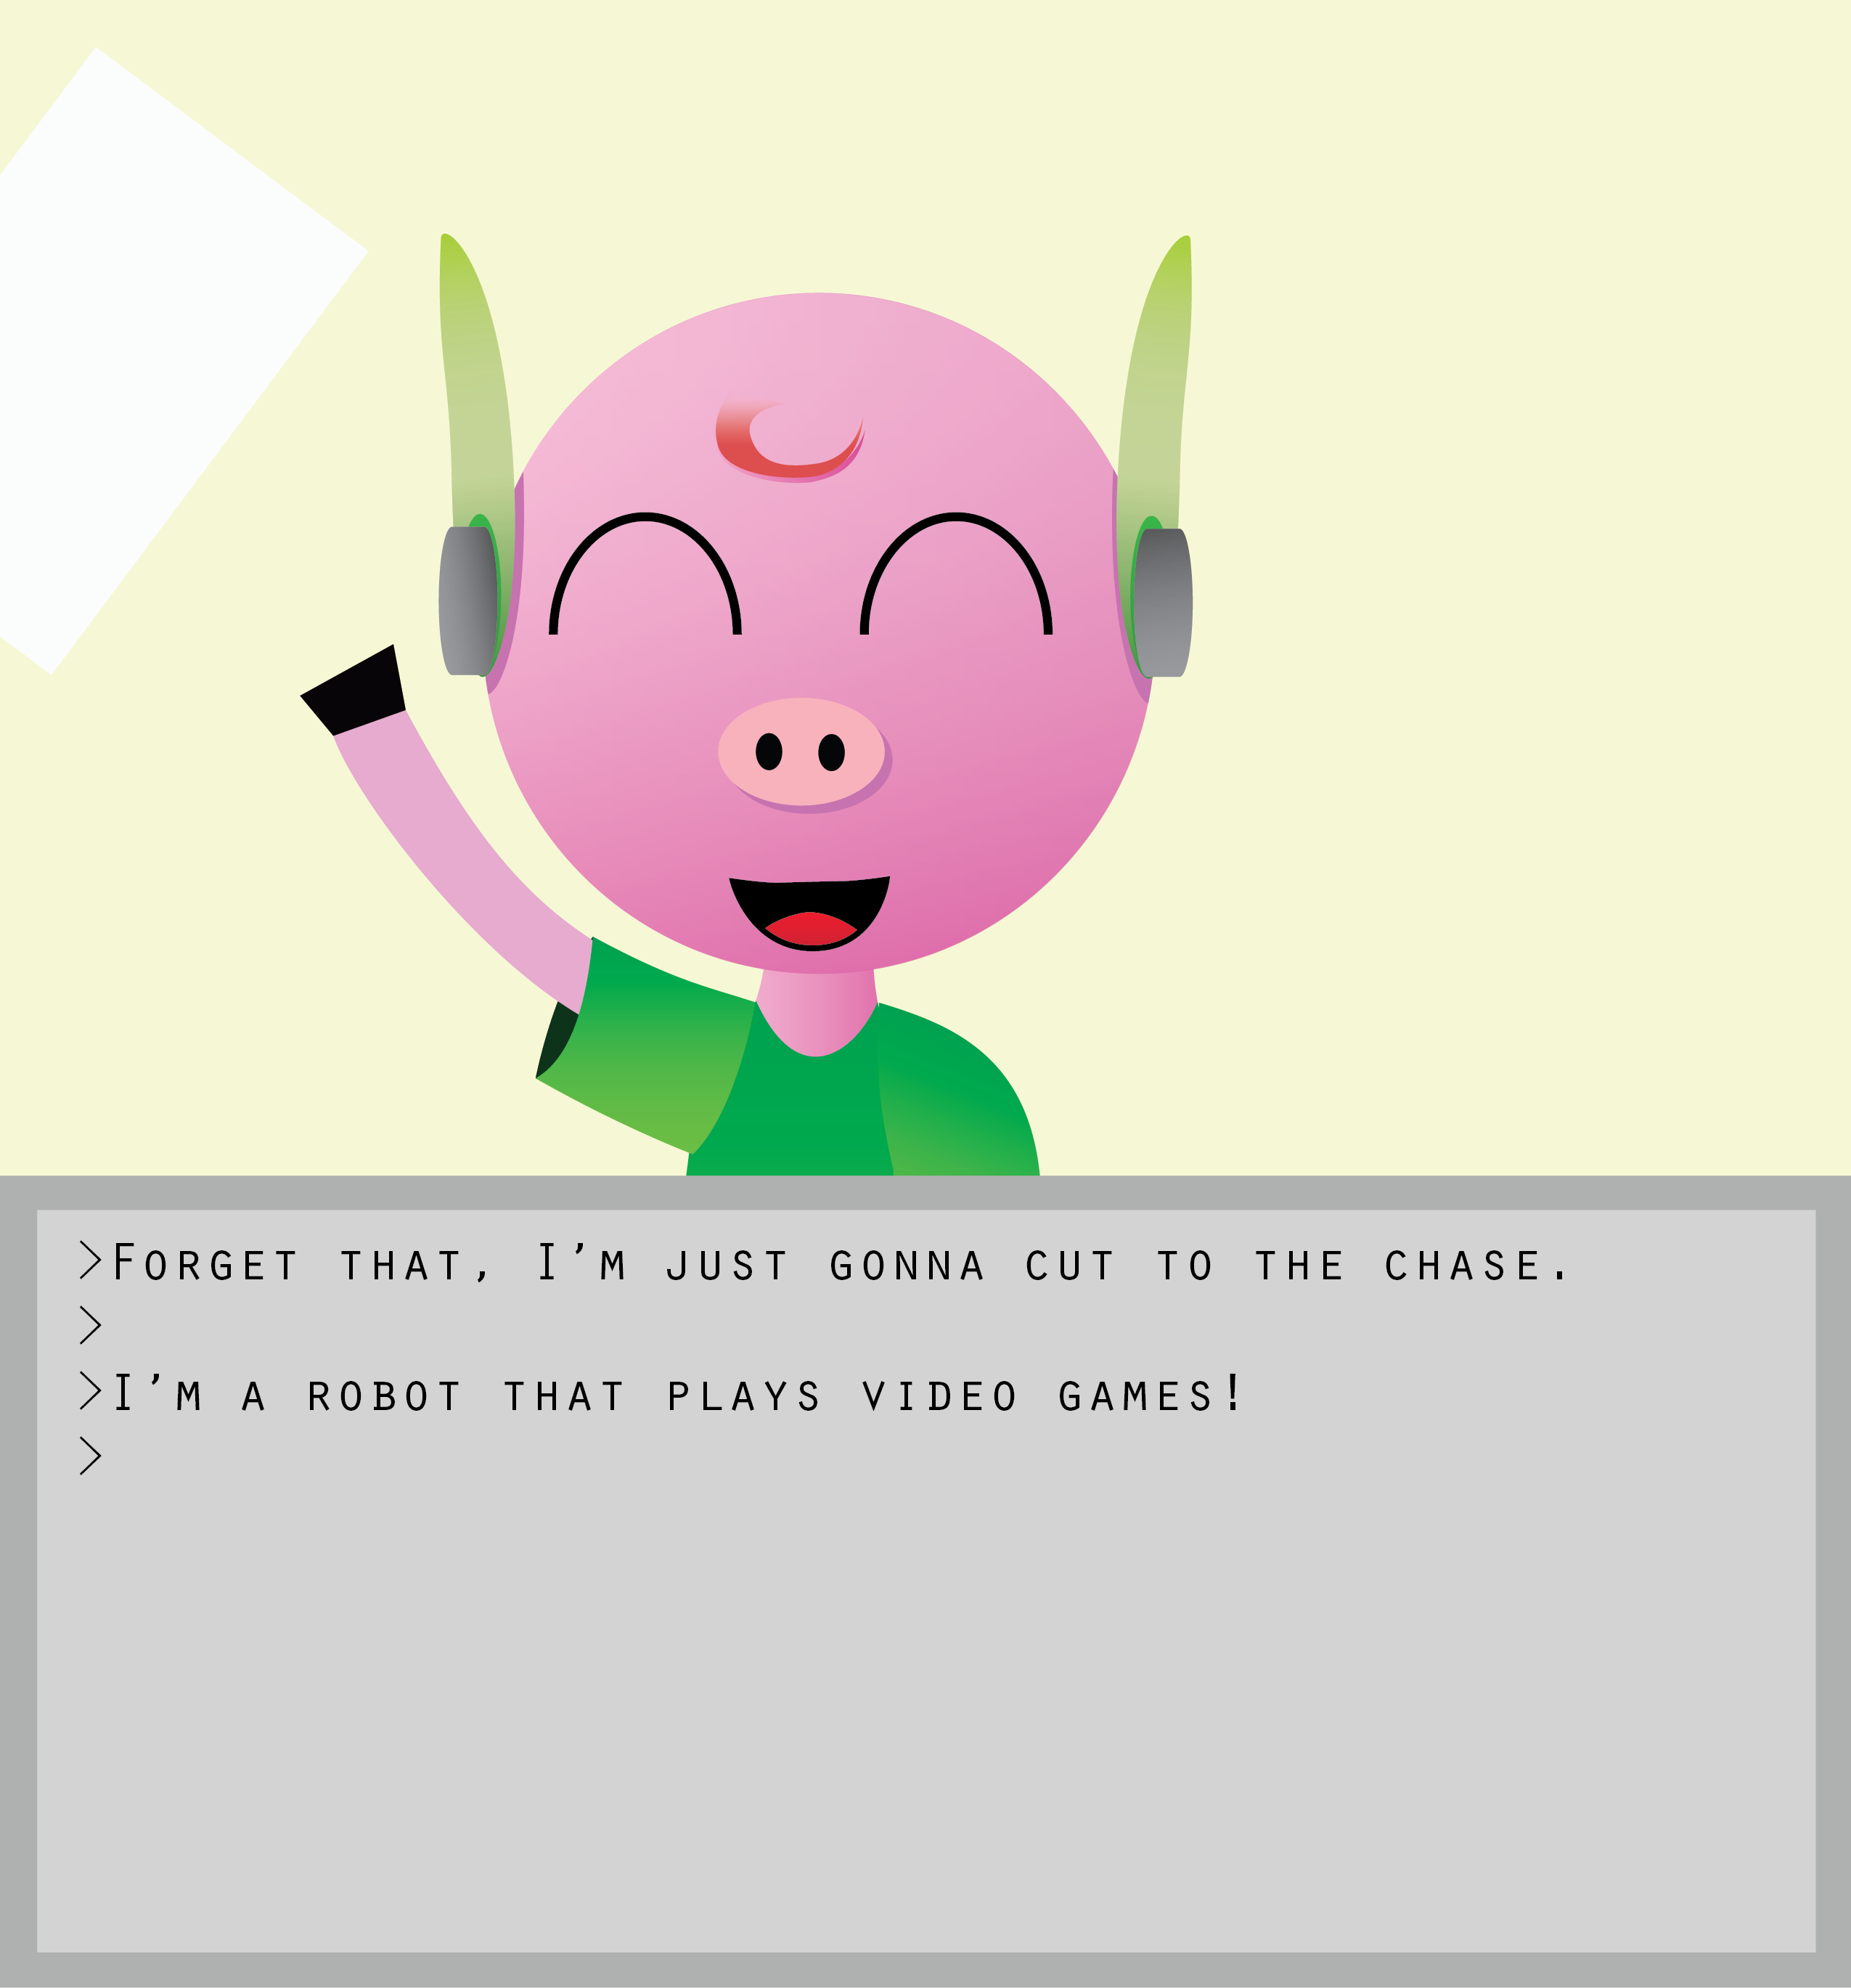 >Forget that, I'm just gonna cut to the chase.
>
>I'm a robot that plays video games!
>